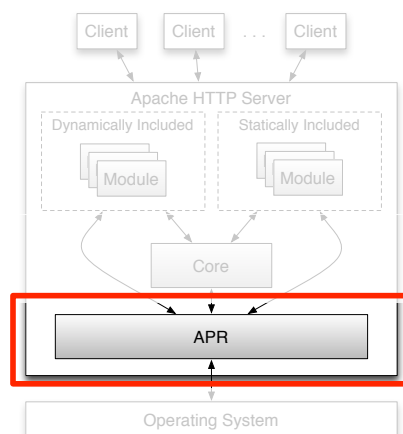 Client Client . . . Client
Apache HTTP Server
Dynamically Included Statically Included
Module Module
Core
APR
Operating System